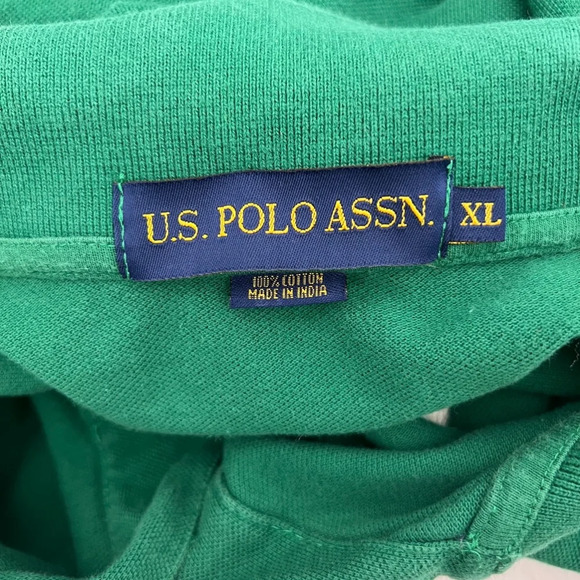 U.S. POLO ASSN.
XL
100% COTTON
MADE IN INDIA